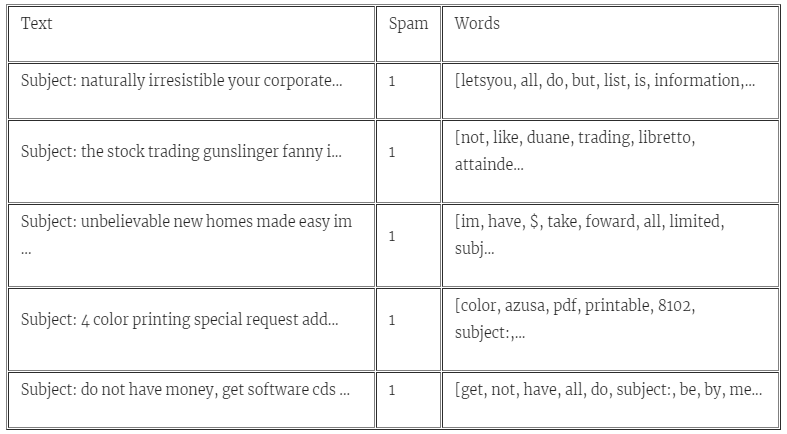 Text Spam Words
Subject: naturally irresistible your corporate... 1 [letsyou, all, do, but, list, is, information,...
Subject: the stock trading gunslinger fanny i... 1 [not, like, duane, trading, libretto,
attainde...
Subject: unbelievable new homes made easy im
... 1 [im, have, $, take, foward, all, limited,
subj...
Subject: 4 color printing special request add... 1 [color, azusa, pdf, printable, 8102,
subject:,...
Subject: do not have money, get software cds ... 1 [get, not, have, all, do, subject:, be, by, me...